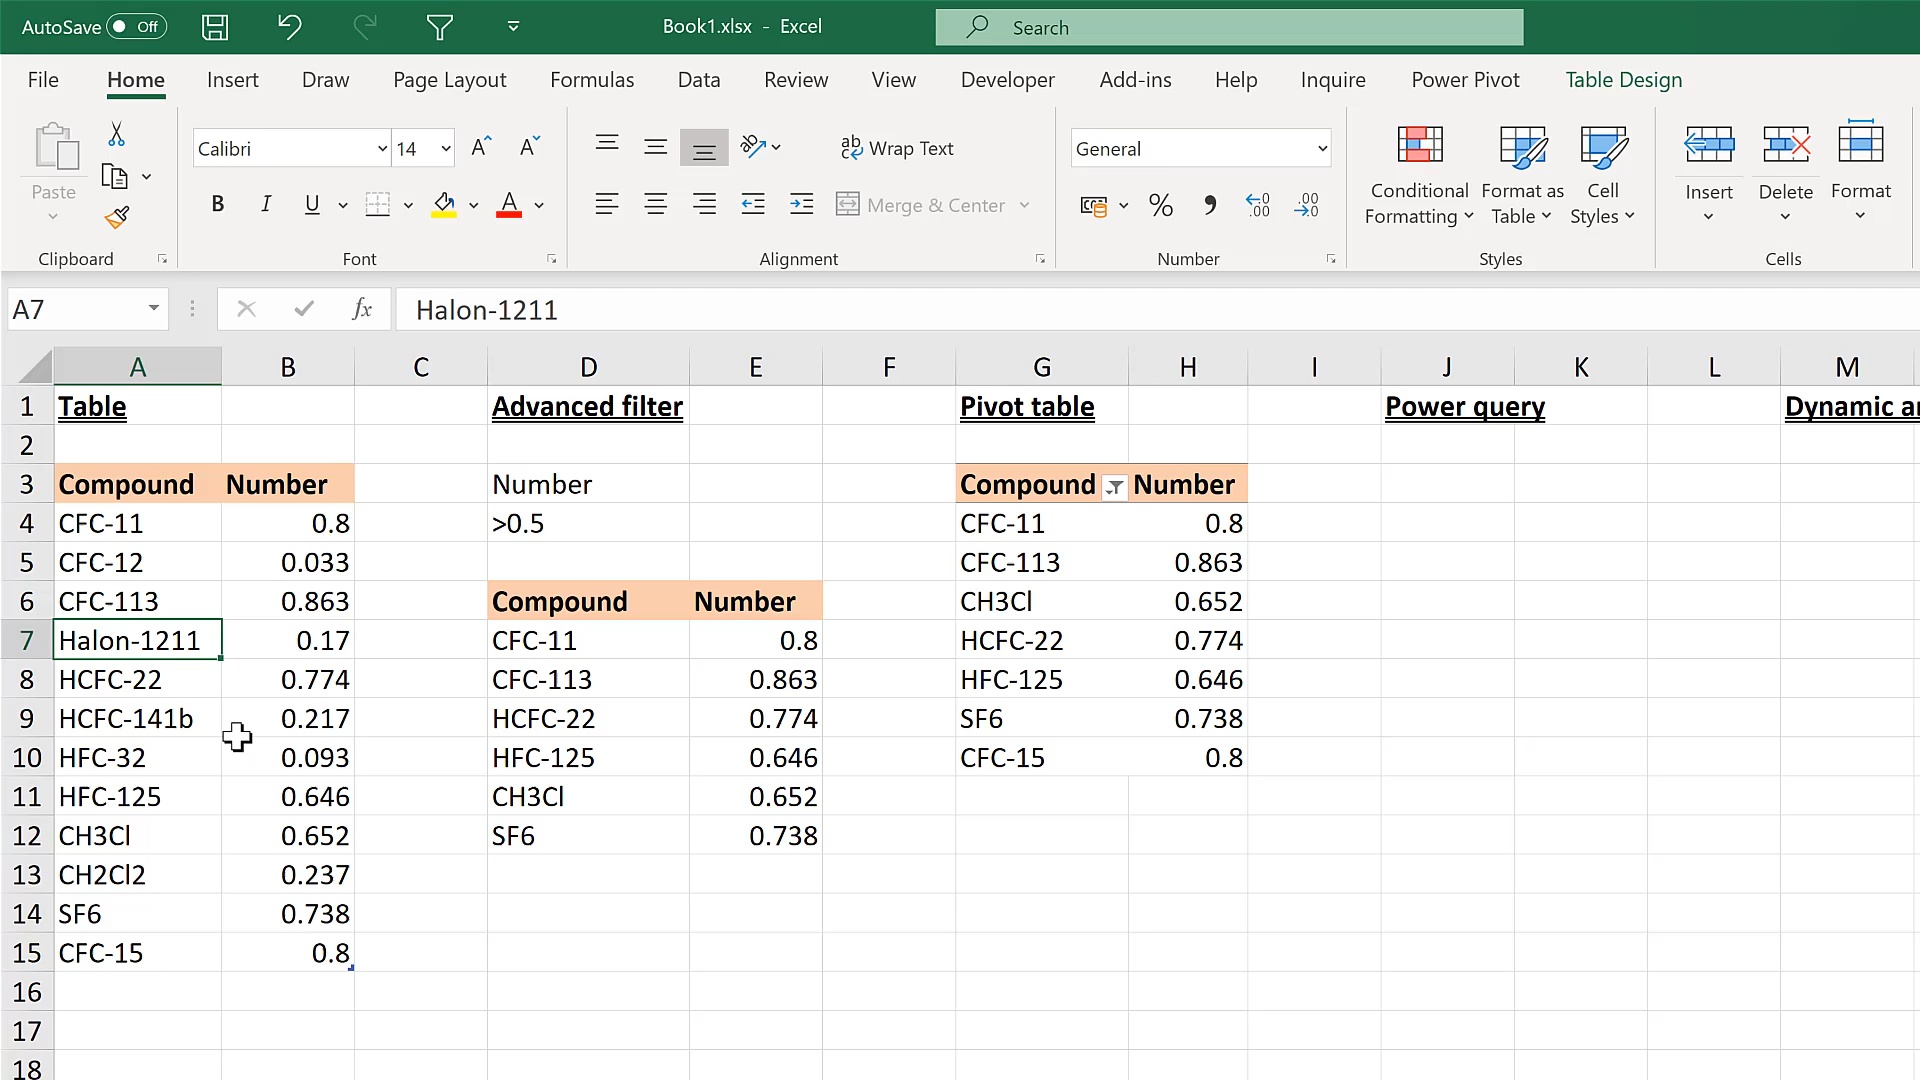 AutoSave Off Book1.xlsx - Excel Search
File Home Insert Draw Page Layout Formulas Data Review View Developer Add-ins Help Inquire Power Pivot Table Design
Paste
Clipboard
Calibri 14 A A
B I U A
Font
ab Wrap Text
Merge & Center
Alignment
General
% , .00 .00
Number
Conditional Formatting
Format as Table
Cell Styles
Styles
Insert Delete Format
Cells
A7 fx Halon-1211
A B C D E F G H I J K L M
1 Table Advanced filter Pivot table Power query Dynamic
2
3 Compound Number Number Compound Number
4 CFC-11 0.8 >0.5 CFC-11 0.8
5 CFC-12 0.033 CFC-113 0.863
6 CFC-113 0.863 Compound Number CH3Cl 0.652
7 Halon-1211 0.17 CFC-11 0.8 HCFC-22 0.774
8 HCFC-22 0.774 CFC-113 0.863 HFC-125 0.646
9 HCFC-141b 0.217 HCFC-22 0.774 SF6 0.738
10 HFC-32 0.093 HFC-125 0.646 CFC-15 0.8
11 HFC-125 0.646 CH3Cl 0.652
12 CH3Cl 0.652 SF6 0.738
13 CH2Cl2 0.237
14 SF6 0.738
15 CFC-15 0.8
16
17
18